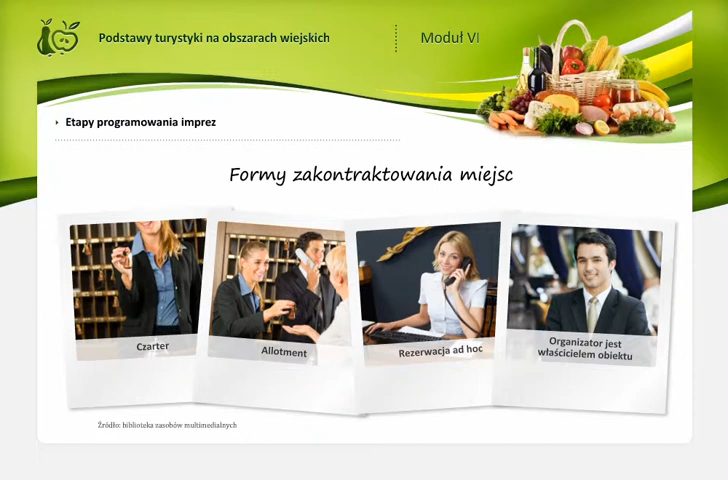 Podstawy turystyki na obszarach wiejskich
Moduł VI
Etapy programowania imprez
Formy zakontraktowania miejsc
Czarter
Allotment
Rezerwacja ad hoc
Organizator jest
właścicielem obiektu
Źródło: biblioteka zasobów multimedialnych